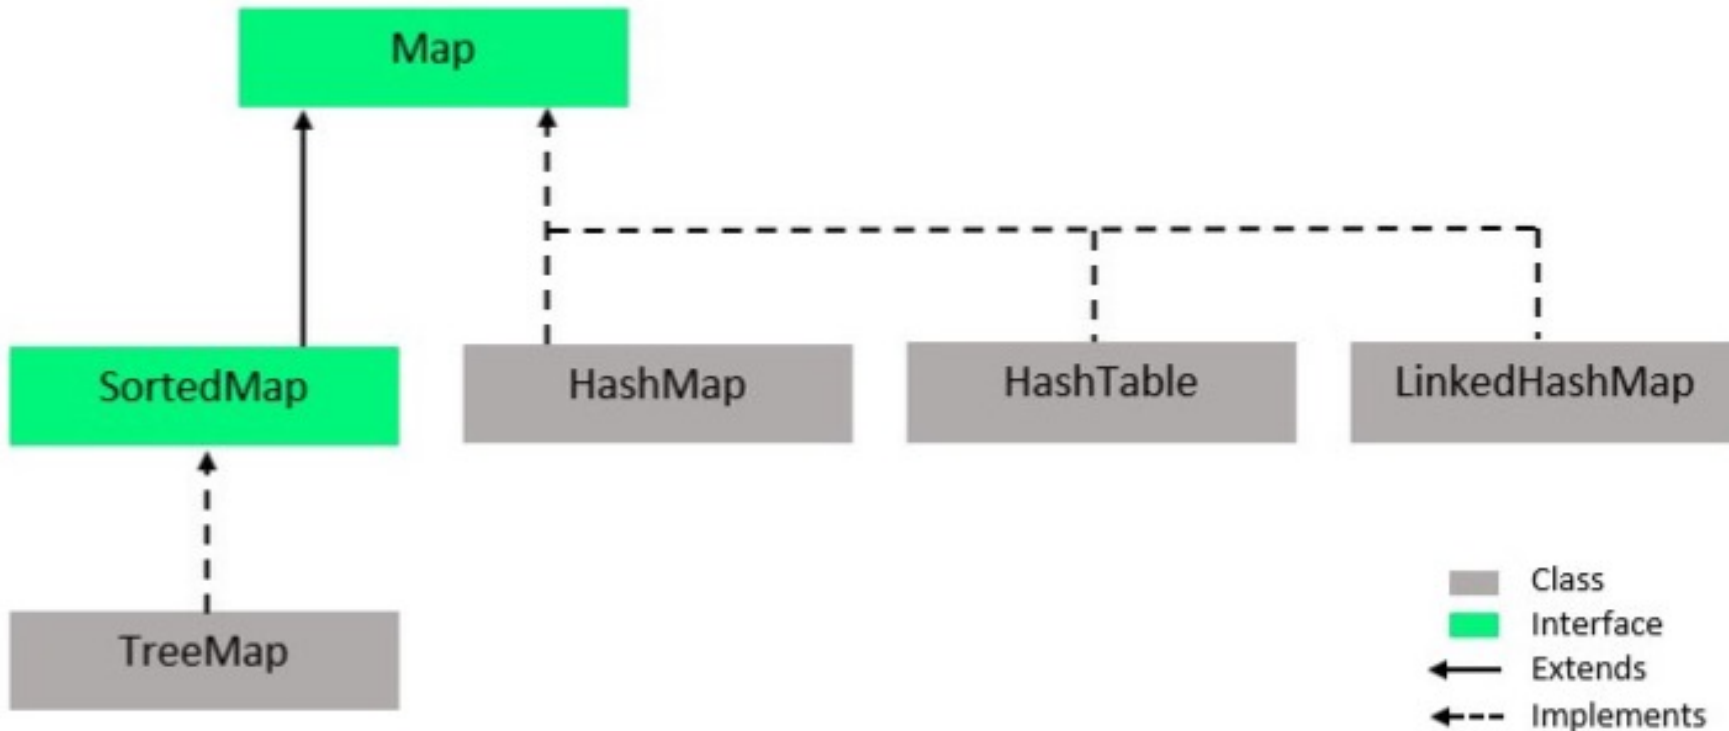 Map
SortedMap
HashMap
HashTable
LinkedHashMap
TreeMap
Class
Interface
Extends
Implements